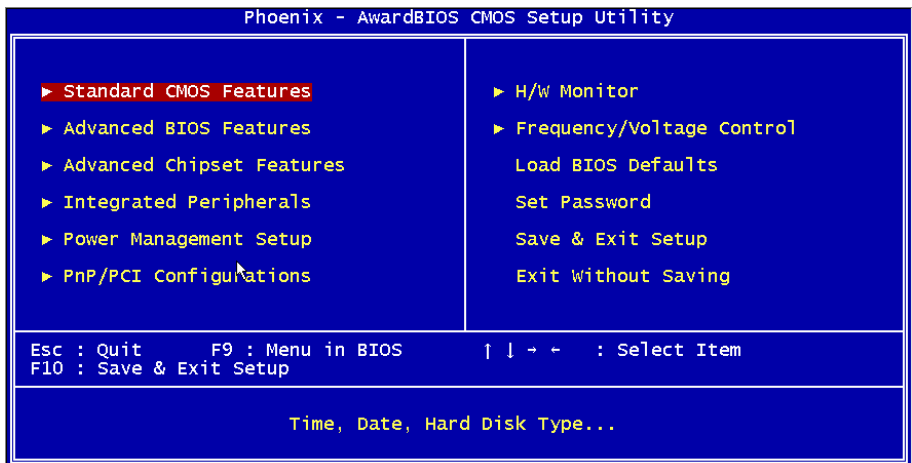 Phoenix - AwardBIOS CMOS Setup Utility
► Standard CMOS Features
► Advanced BIOS Features
► Advanced Chipset Features
► Integrated Peripherals
► Power Management Setup
► PnP/PCI Configurations
► H/W Monitor
► Frequency/Voltage Control
Load BIOS Defaults
Set Password
Save & Exit Setup
Exit Without Saving
Esc : Quit F9 : Menu in BIOS ↑ ↓ → ← : Select Item
F10 : Save & Exit Setup
Time, Date, Hard Disk Type...